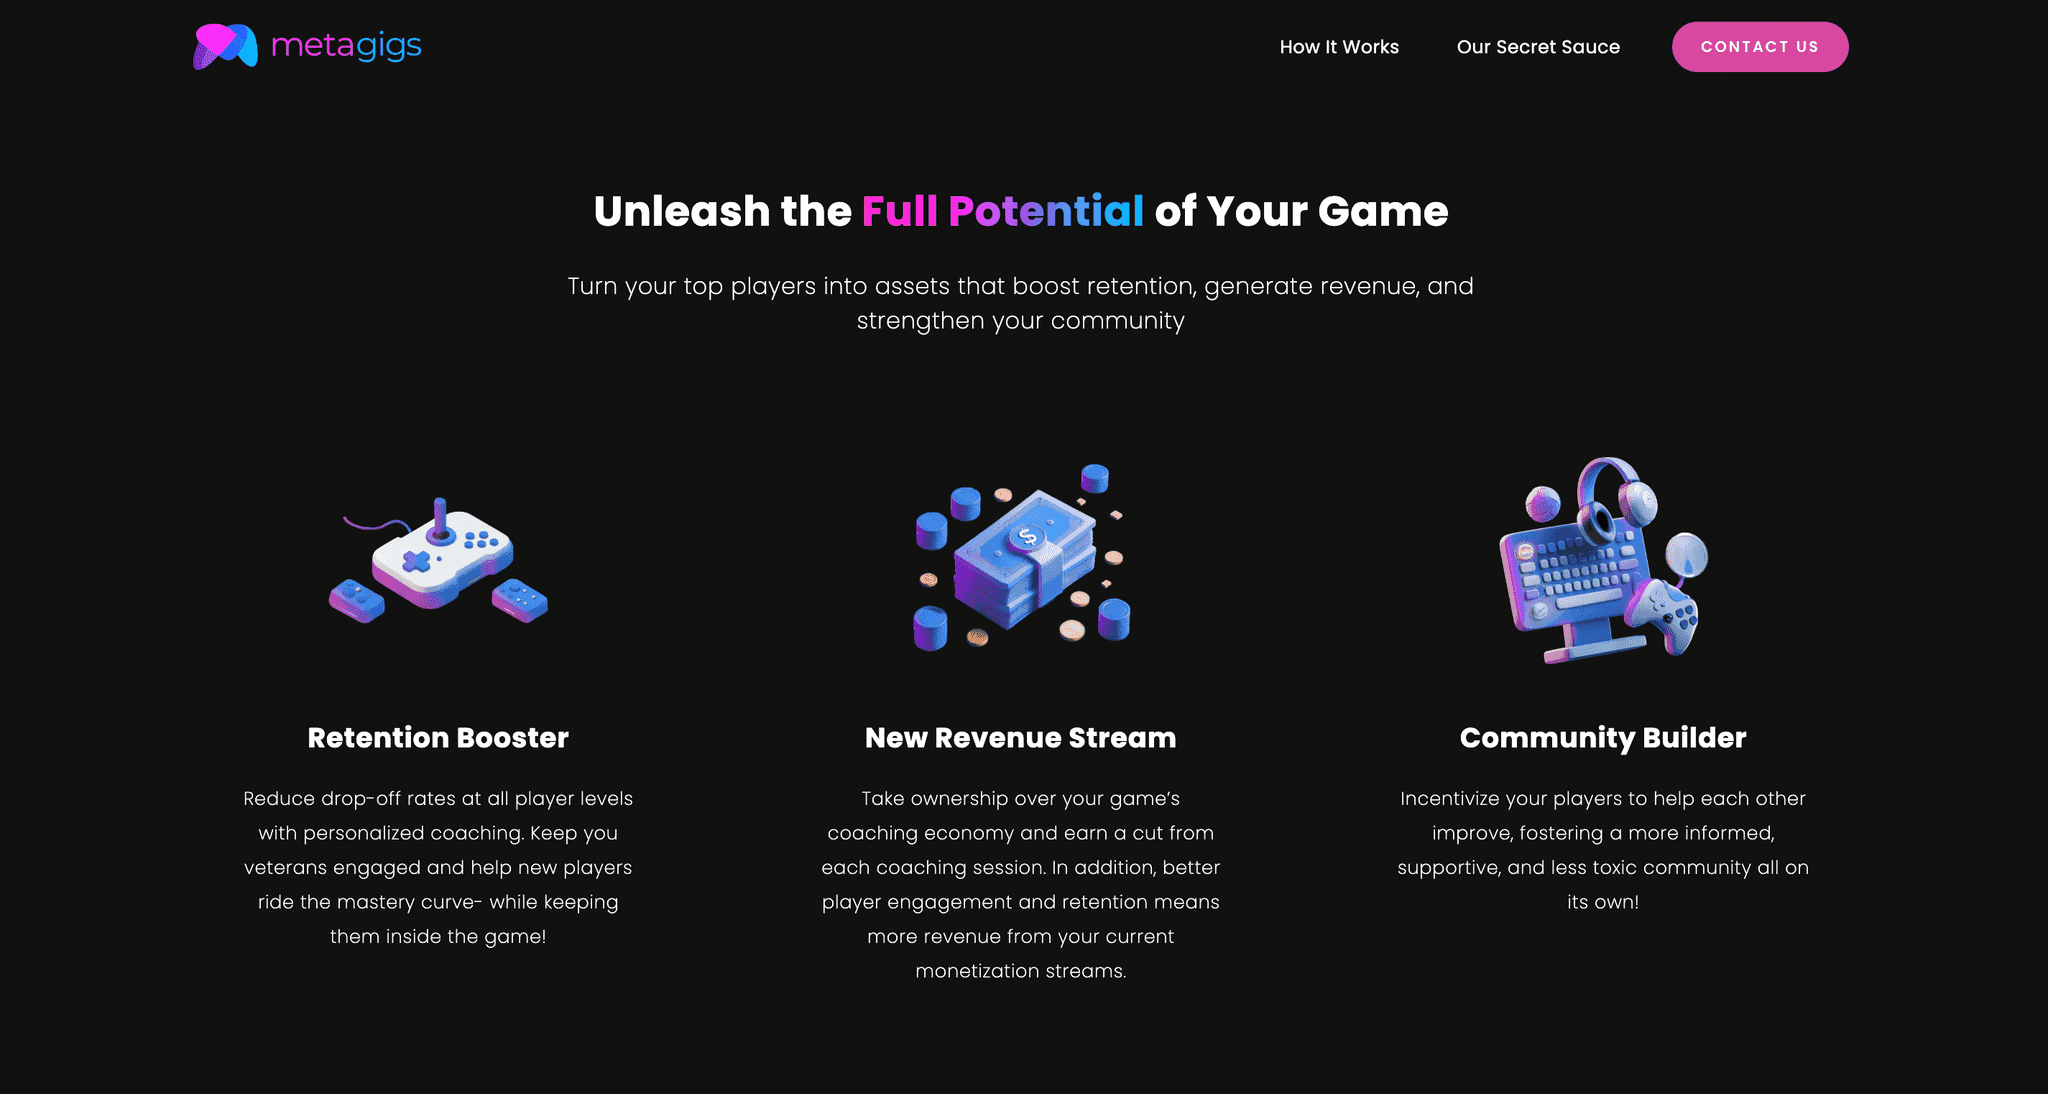 metagigs
How It Works
Our Secret Sauce
CONTACT US
Unleash the Full Potential of Your Game
Turn your top players into assets that boost retention, generate revenue, and
strengthen your community
$
Retention Booster
Reduce drop-off rates at all player levels
with personalized coaching. Keep you
veterans engaged and help new players
ride the mastery curve- while keeping
them inside the game!
New Revenue Stream
Take ownership over your game’s
coaching economy and earn a cut from
each coaching session. In addition, better
player engagement and retention means
more revenue from your current
monetization streams.
Community Builder
Incentivize your players to help each other
improve, fostering a more informed,
supportive, and less toxic community all on
its own!